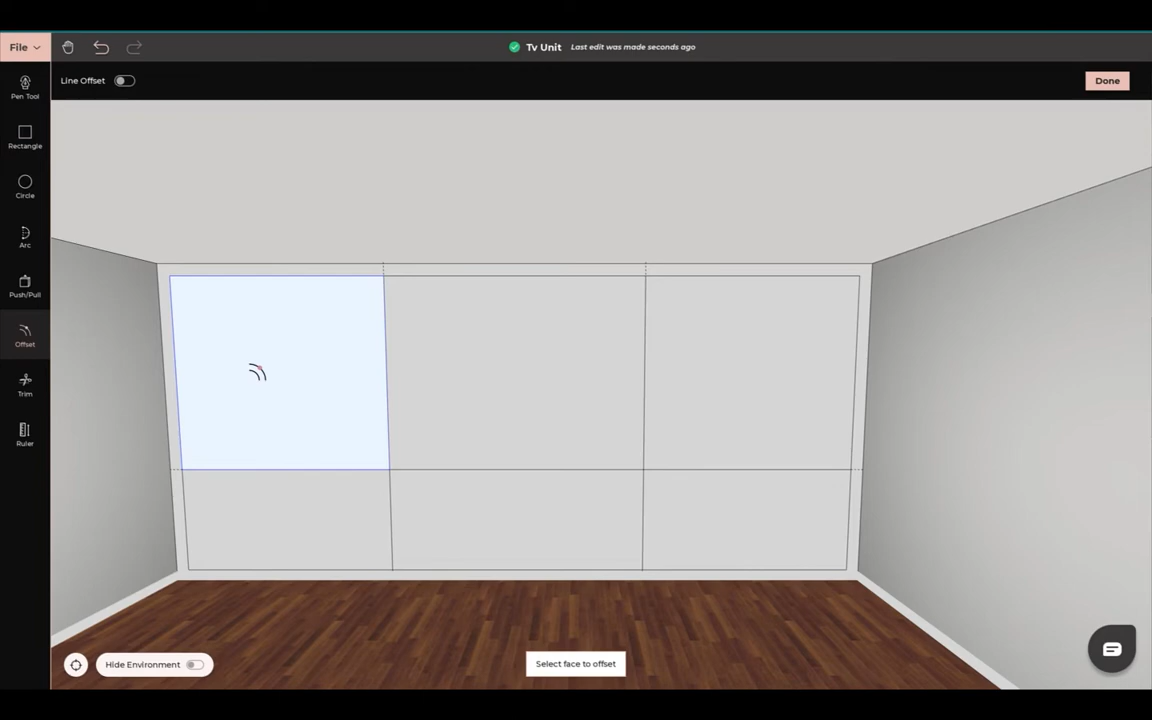 File
Tv Unit Last edit was made seconds ago
Line Offset
Done
Pen Tool
Rectangle
Circle
Arc
Push/Pull
Offset
Trim
Ruler
Hide Environment
Select face to offset